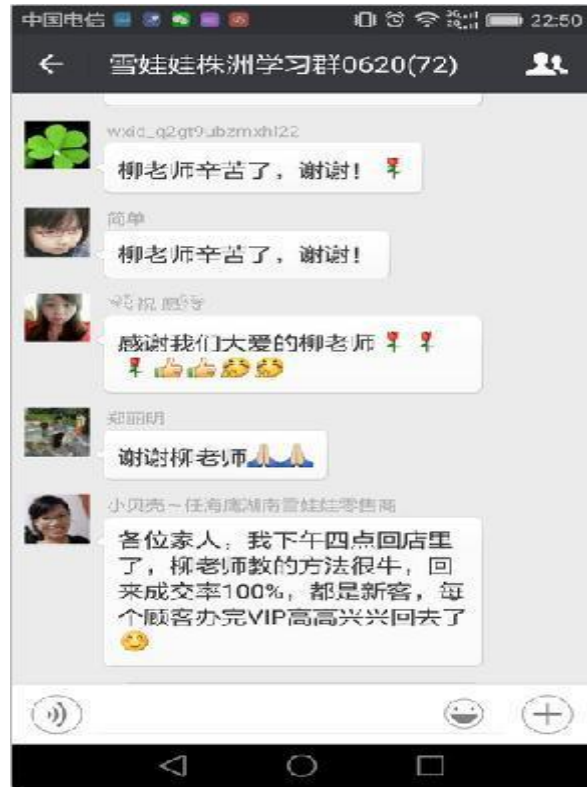 中国电信
22:50
雪娃娃株洲学习群0620(72)
wxid_q2gt9ubzmxhl22
柳老师辛苦了，谢谢！
简单
柳老师辛苦了，谢谢！
感谢我们大爱的柳老师
郑丽明
谢谢柳老师
小贝壳～任海鹰湖南雪娃娃零售商
各位家人，我下午四点回店里
了，柳老师教的方法很牛，回
来成交率100%，都是新客，每
个顾客办完VIP高高兴兴回去了